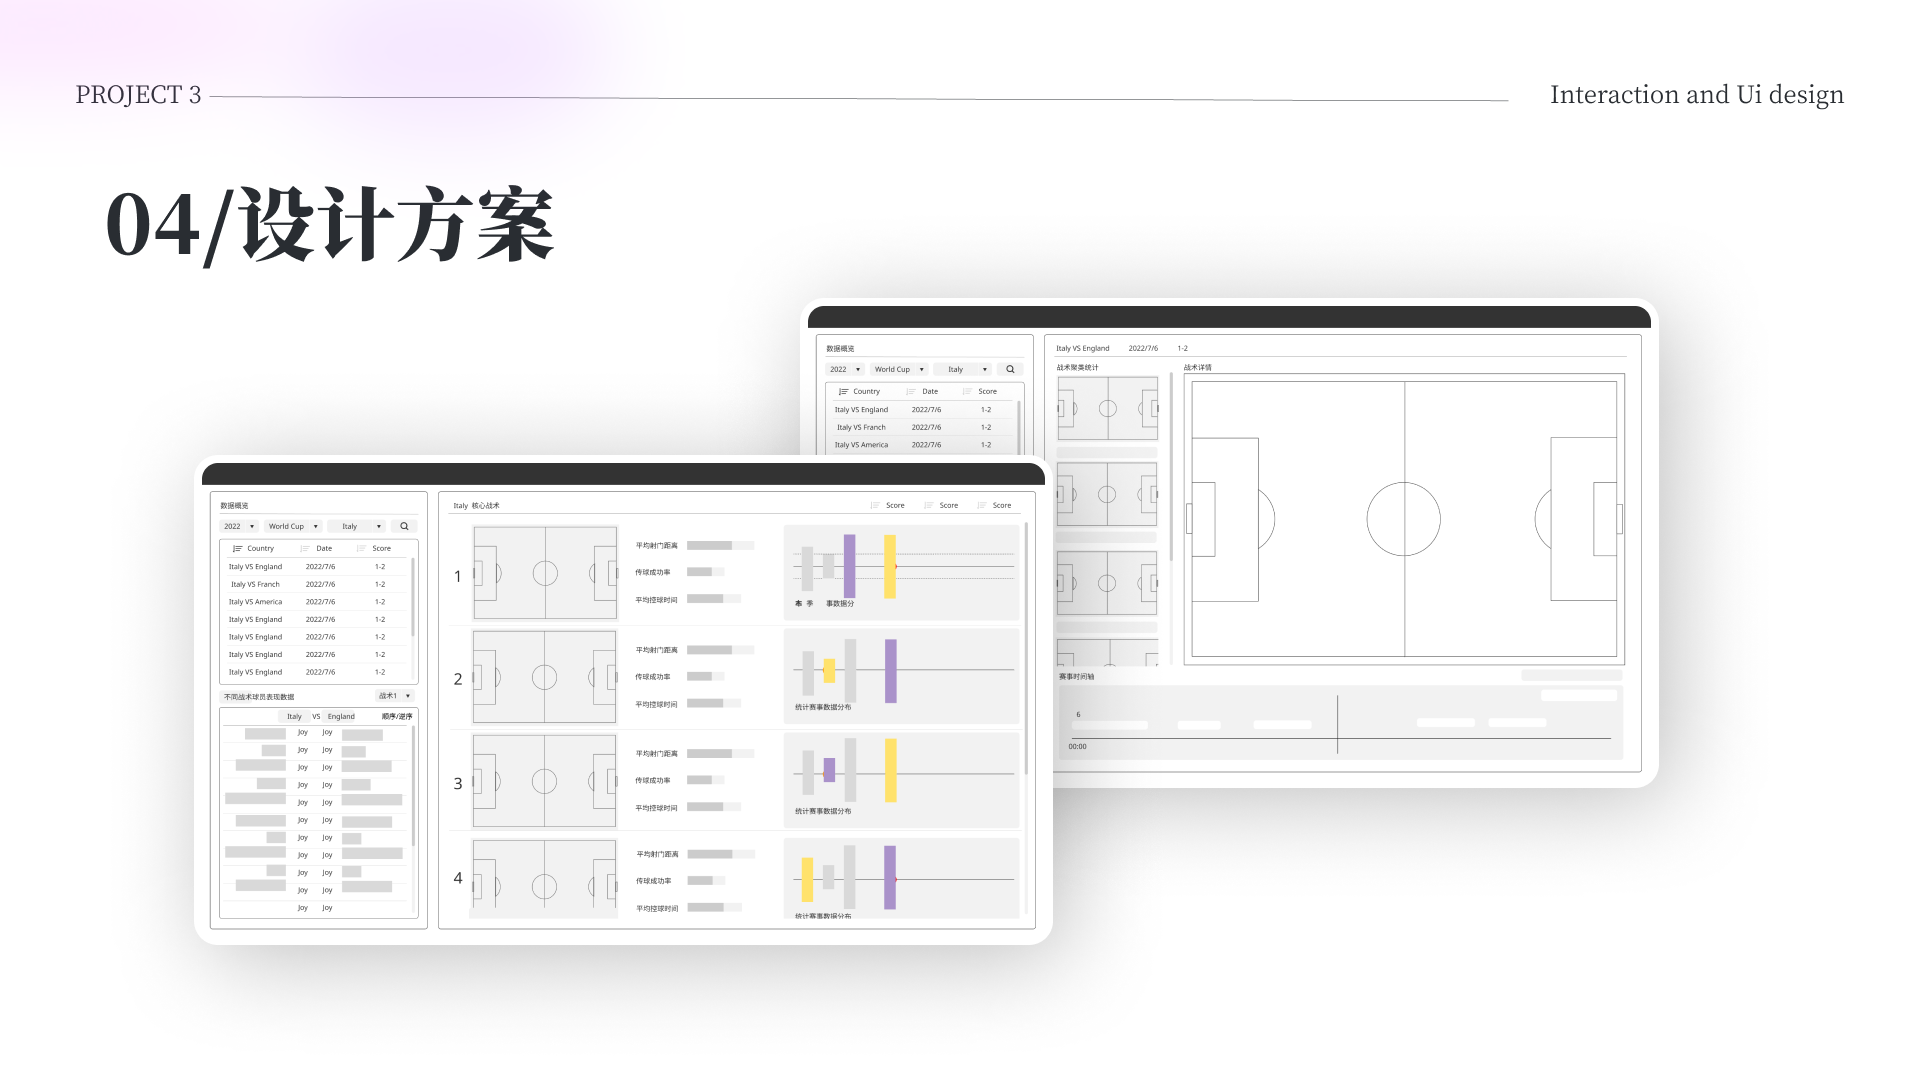 PROJECT 3
Interaction and Ui design
04/设计方案
数据概览
2022 World Cup Italy
Country Date Score
Italy VS England 2022/7/6 1-2
Italy VS Franch 2022/7/6 1-2
Italy VS America 2022/7/6 1-2
Italy VS England 2022/7/6 1-2
战术聚类统计
战术详情
赛事时间轴
6
00:00
数据概览
2022 World Cup Italy
Country Date Score
Italy VS England 2022/7/6 1-2
Italy VS Franch 2022/7/6 1-2
Italy VS America 2022/7/6 1-2
Italy VS England 2022/7/6 1-2
Italy VS England 2022/7/6 1-2
Italy VS England 2022/7/6 1-2
Italy VS England 2022/7/6 1-2
不同战术球员表现数据 战术1
Italy VS England 顺序/逆序
Joy Joy
Joy Joy
Joy Joy
Joy Joy
Joy Joy
Joy Joy
Joy Joy
Joy Joy
Joy Joy
Joy Joy
Joy Joy
Italy 核心战术 Score Score Score
1
平均射门距离
传球成功率
平均控球时间
季 事数据分
2
平均射门距离
传球成功率
平均控球时间
统计赛事数据分布
3
平均射门距离
传球成功率
平均控球时间
统计赛事数据分布
4
平均射门距离
传球成功率
平均控球时间
统计赛事数据分布